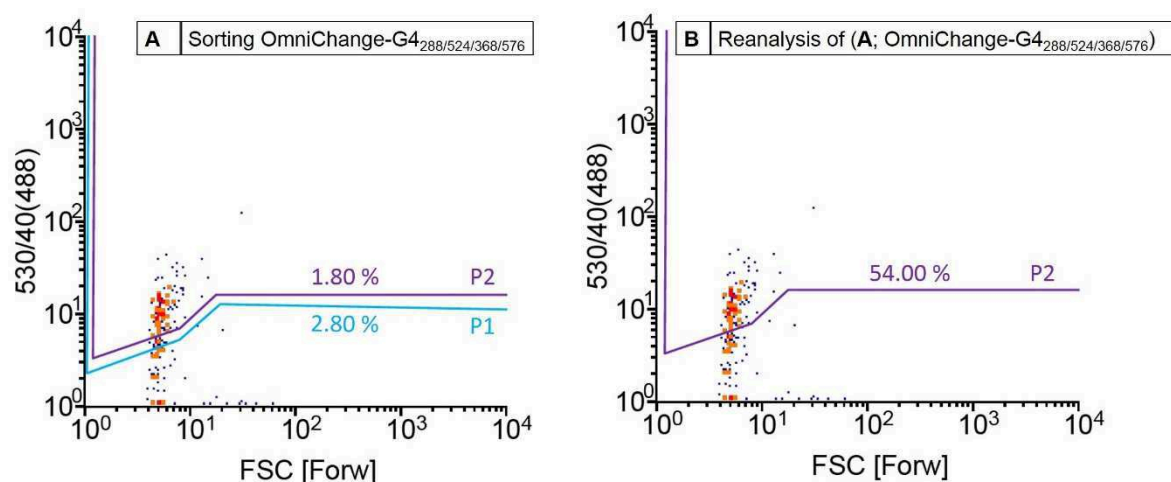 A Sorting OmniChange-G4288/524/368/576
10^4
10^3
10^2
10^1
10^0
530/40(488)
1.80 %
P2
2.80 %
P1
10^0 10^1 10^2 10^3 10^4
FSC [Forw]
B Reanalysis of (A; OmniChange-G4288/524/368/576)
10^4
10^3
10^2
10^1
10^0
530/40(488)
54.00 %
P2
10^0 10^1 10^2 10^3 10^4
FSC [Forw]